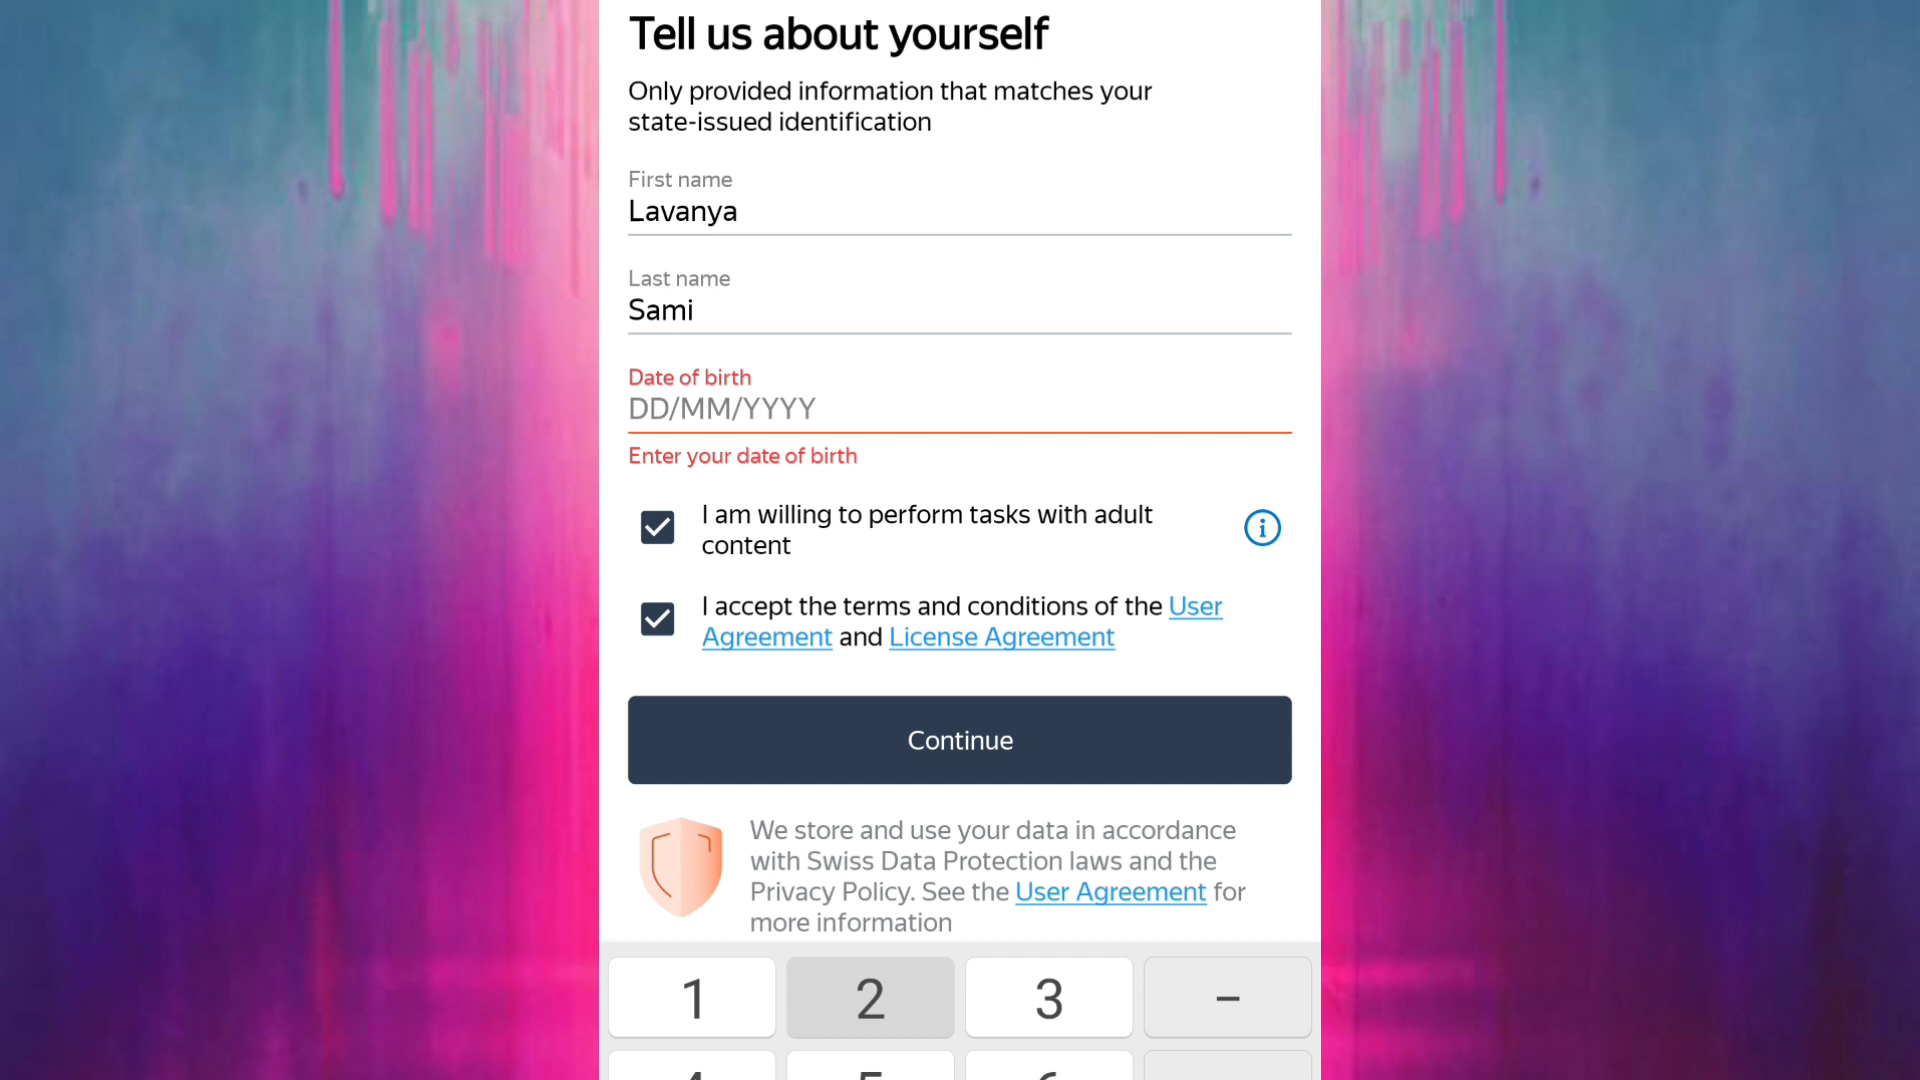 Tell us about yourself
Only provided information that matches your
state-issued identification
First name
Lavanya
Last name
Sami
Date of birth
DD/MM/YYYY
Enter your date of birth
I am willing to perform tasks with adult
content
I accept the terms and conditions of the User
Agreement and License Agreement
Continue
We store and use your data in accordance
with Swiss Data Protection laws and the
Privacy Policy. See the User Agreement for
more information
1 2 3 –
4 5 6